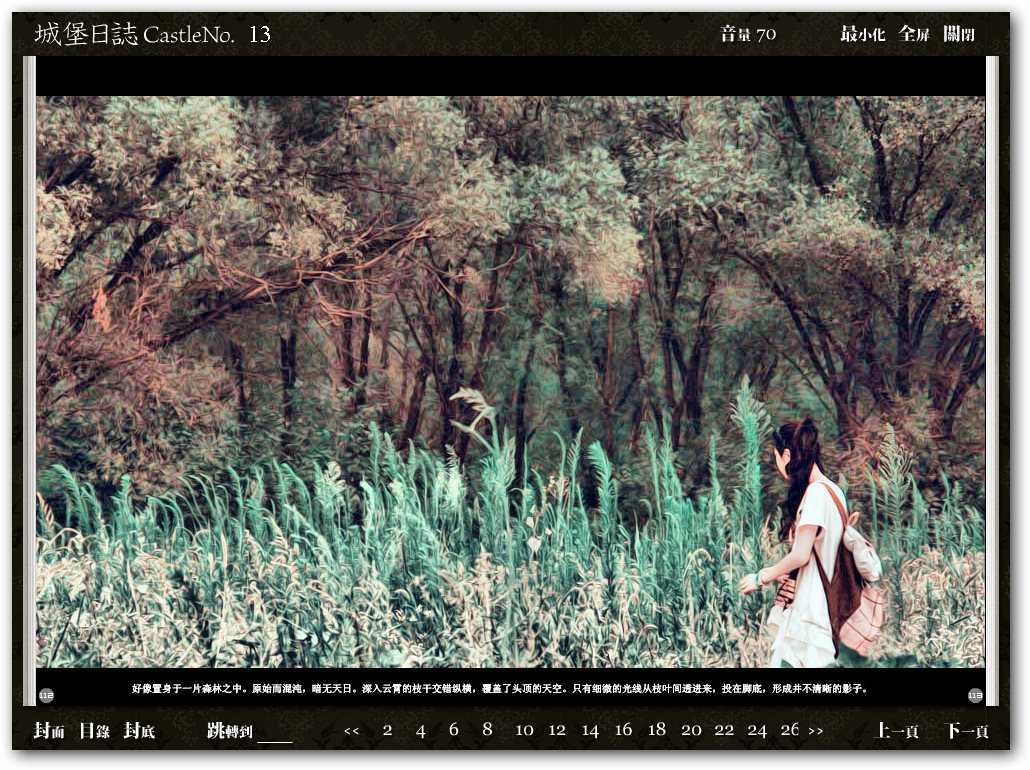 城堡日誌 CastleNo. 13
音量 70 最小化 全屏 關閉
好像置身于一片森林之中。原始而混沌，暗无天日。深入云霄的枝干交错纵横，覆盖了头顶的天空。只有细微的光线从枝叶间透进来，投在脚底，形成并不清晰的影子。
112
113
封面 目錄 封底 跳轉到 << 2 4 6 8 10 12 14 16 18 20 22 24 26 >> 上一頁 下一頁